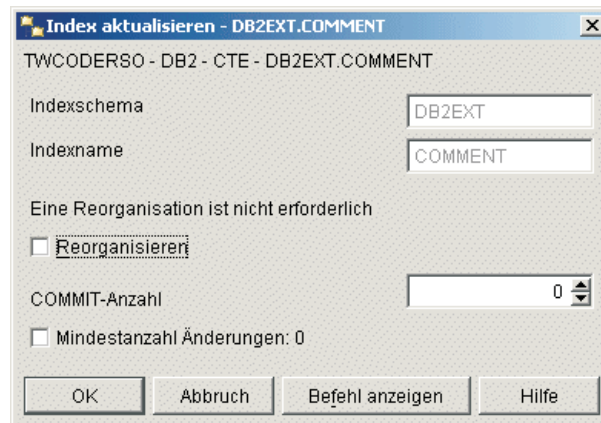 Index aktualisieren - DB2EXT.COMMENT
TWCODERSO - DB2 - CTE - DB2EXT.COMMENT
Indexschema DB2EXT
Indexname COMMENT
Eine Reorganisation ist nicht erforderlich
Reorganisieren
COMMIT-Anzahl 0
Mindestanzahl Änderungen: 0
OK Abbruch Befehl anzeigen Hilfe